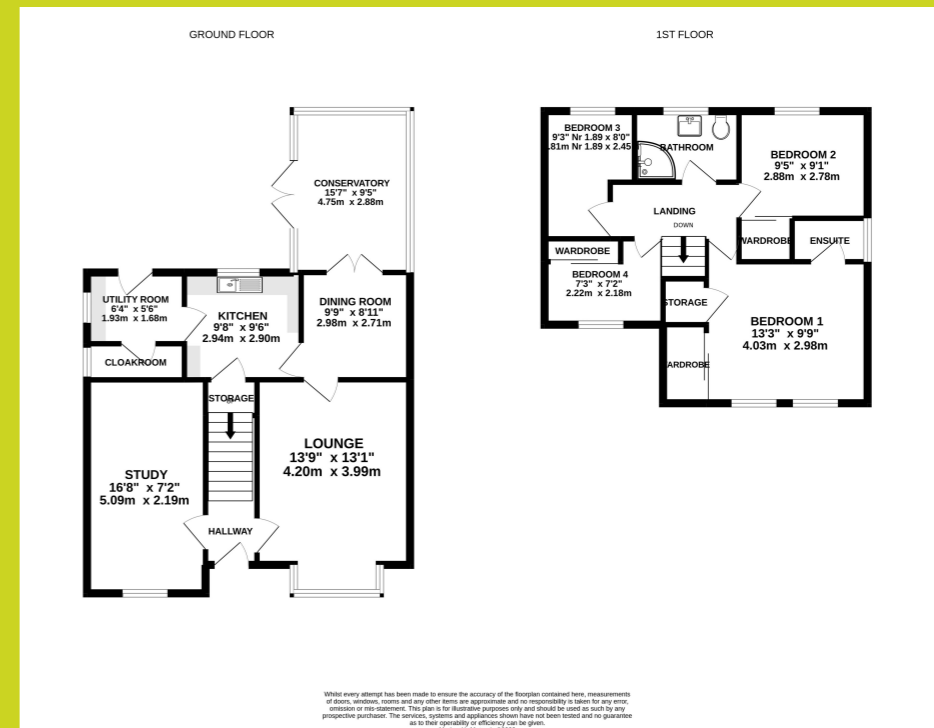 GROUND FLOOR
1ST FLOOR
CONSERVATORY
15'7" x 9'5"
4.75m x 2.88m
UTILITY ROOM
6'4" x 5'6"
1.93m x 1.68m
KITCHEN
9'8" x 9'6"
2.94m x 2.90m
DINING ROOM
9'9" x 8'11"
2.98m x 2.71m
CLOAKROOM
STORAGE
STUDY
16'8" x 7'2"
5.09m x 2.19m
LOUNGE
13'9" x 13'1"
4.20m x 3.99m
HALLWAY
BEDROOM 3
9'3" Nr 1.89 x 8'0"
.81m Nr 1.89 x 2.45
BATHROOM
BEDROOM 2
9'5" x 9'1"
2.88m x 2.78m
LANDING
DOWN
WARDROBE
ENSUITE
WARDROBE
BEDROOM 4
7'3" x 7'2"
2.22m x 2.18m
STORAGE
BEDROOM 1
13'3" x 9'9"
4.03m x 2.98m
ARDROBE
Whilst every attempt has been made to ensure the accuracy of the floorplan contained here, measurements
of doors, windows, rooms and any other items are approximate and no responsibility is taken for any error,
omission or mis-statement. This plan is for illustrative purposes only and should be used as such by any
prospective purchaser. The services, systems and appliances shown have not been tested and no guarantee
as to their operability or efficiency can be given.